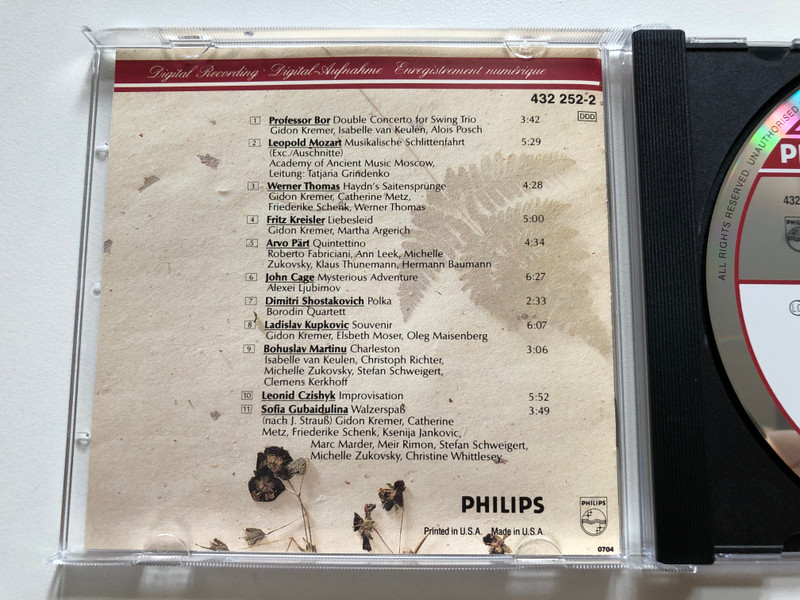 Digital Recording · Digital-Aufnahme · Enregistrement numérique
432 252-2
1 Professor Bor Double Concerto for Swing Trio 3:42 DDD
Gidon Kremer, Isabelle van Keulen, Alois Posch
2 Leopold Mozart Musikalische Schlittenfahrt 5:29
(Exc./Auschnitte)
Academy of Ancient Music Moscow,
Leitung: Tatjana Grindenko
3 Werner Thomas Haydn's Saitensprünge 4:28
Gidon Kremer, Catherine Metz,
Friederike Schenk, Werner Thomas
4 Fritz Kreisler Liebesleid 5:00
Gidon Kremer, Martha Argerich
5 Arvo Pärt Quintettino 4:34
Roberto Fabriciani, Ann Leek, Michelle
Zukovsky, Klaus Thunemann, Hermann Baumann
6 John Cage Mysterious Adventure 6:27
Alexei Ljubimov
7 Dimitri Shostakovich Polka 2:33
Borodin Quartett
8 Ladislav Kupkovic Souvenir 6:07
Gidon Kremer, Elsbeth Moser, Oleg Maisenberg
9 Bohuslav Martinu Charleston 3:06
Isabelle van Keulen, Christoph Richter,
Michelle Zukovsky, Stefan Schweigert,
Clemens Kerkhoff
10 Leonid Czishyk Improvisation 5:52
11 Sofia Gubaidulina Walzerspaß 3:49
(nach J. Strauß) Gidon Kremer, Catherine
Metz, Friederike Schenk, Ksenija Jankovic,
Marc Marder, Meir Rimon, Stefan Schweigert,
Michelle Zukovsky, Christine Whittlesey
PHILIPS
PHILIPS
Printed in U.S.A. Made in U.S.A.
0704
ALL RIGHTS RESERVED. UNAUTHORISED
432